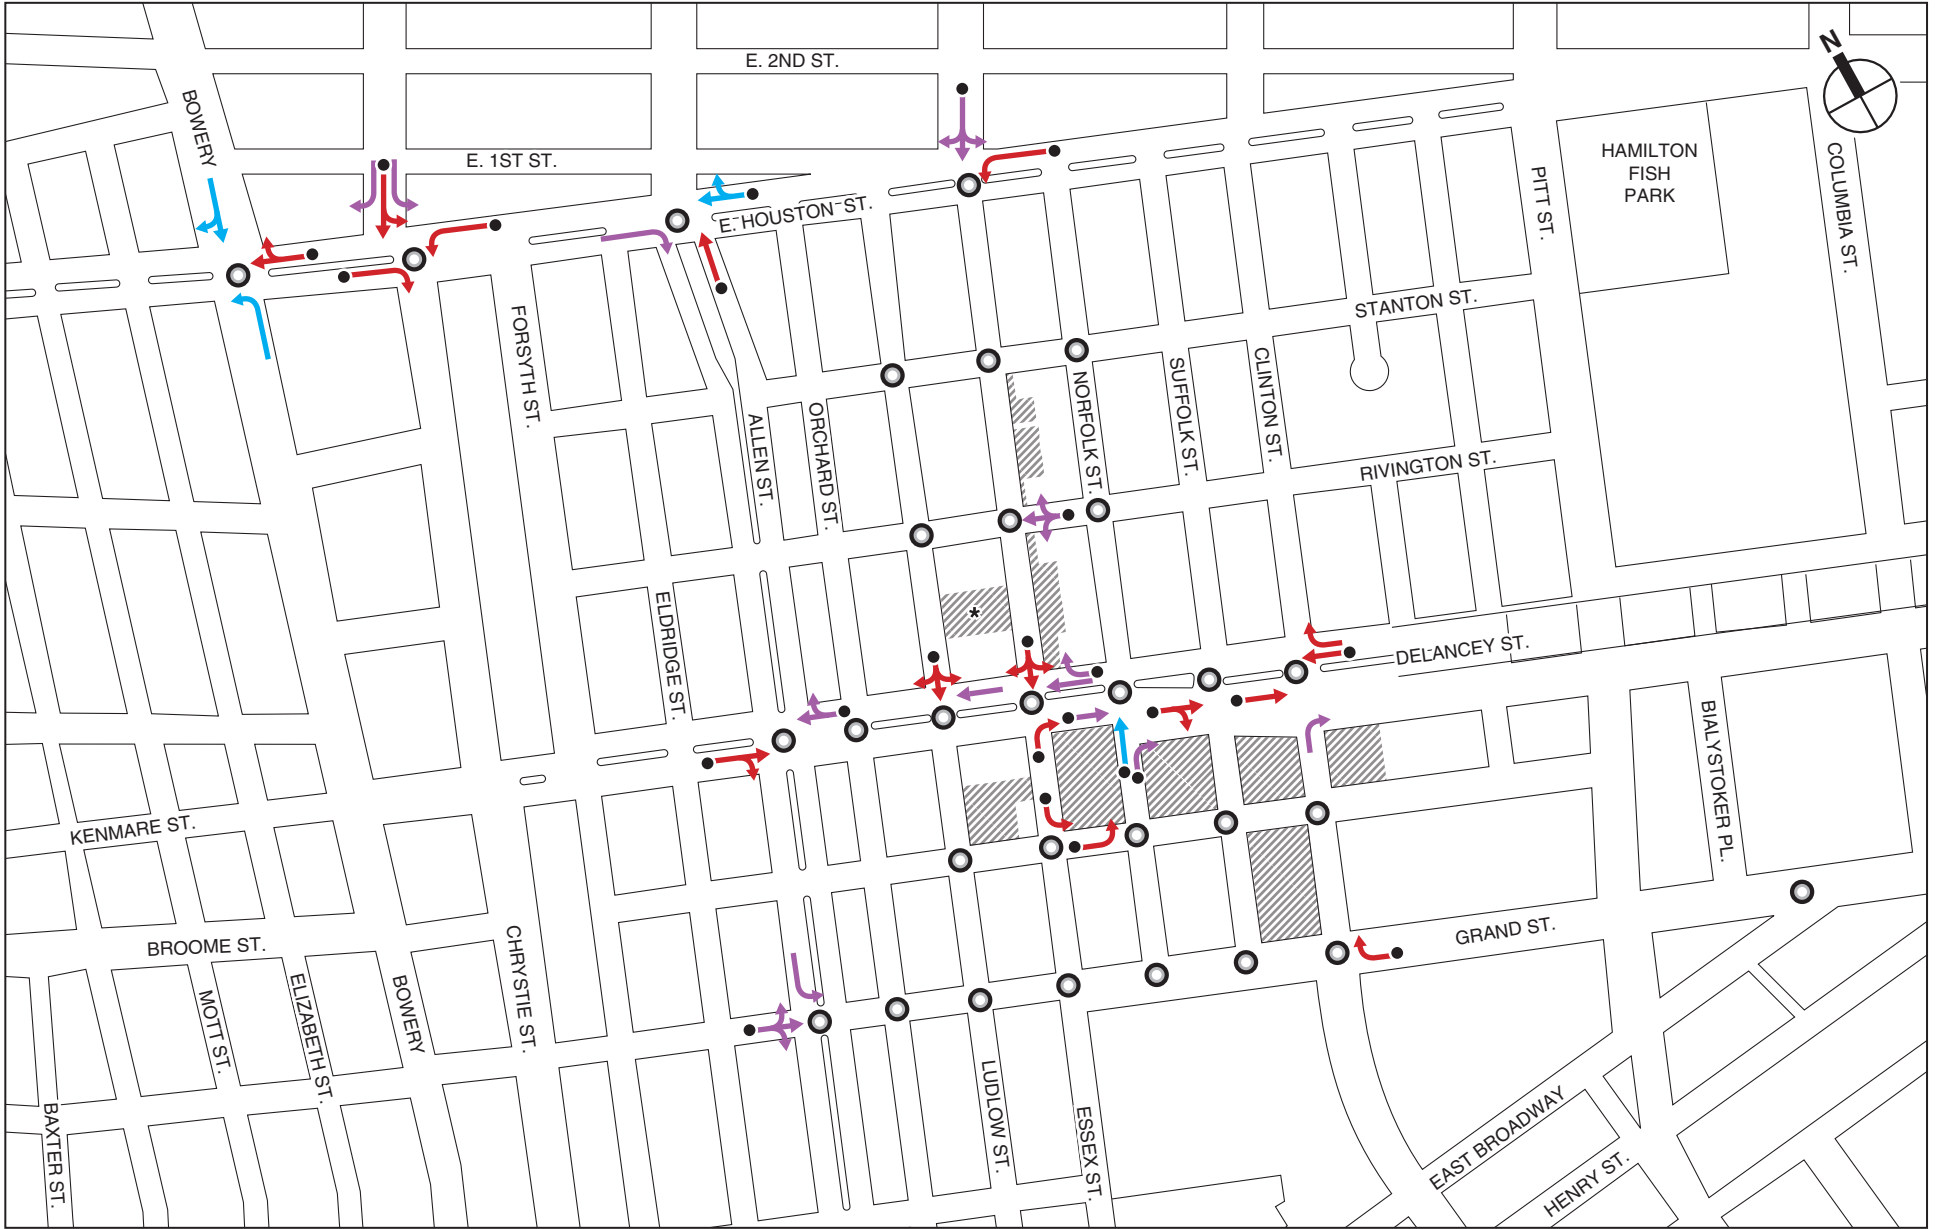 E. 2ND ST.
N
BOWERY
E. 1ST ST.
HAMILTON
FISH
PARK
COLUMBIA ST.
PITT ST.
E. HOUSTON ST.
STANTON ST.
FORSYTH ST.
NORFOLK ST.
SUFFOLK ST.
CLINTON ST.
ALLEN ST.
ORCHARD ST.
RIVINGTON ST.
ELDRIDGE ST.
*
DELANCEY ST.
BIALYSTOKER PL.
KENMARE ST.
BROOME ST.
GRAND ST.
CHRYSTIE ST.
MOTT ST.
ELIZABETH ST.
BOWERY
LUDLOW ST.
ESSEX ST.
BAXTER ST.
EAST BROADWAY
HENRY ST.